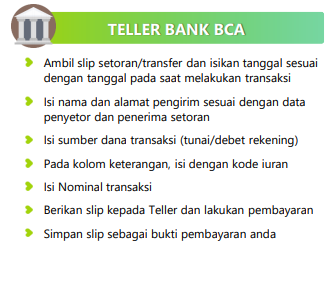 TELLER BANK BCA
Ambil slip setoran/transfer dan isikan tanggal sesuai
dengan tanggal pada saat melakukan transaksi
Isi nama dan alamat pengirim sesuai dengan data
penyetor dan penerima setoran
Isi sumber dana transaksi (tunai/debet rekening)
Pada kolom keterangan, isi dengan kode iuran
Isi Nominal transaksi
Berikan slip kepada Teller dan lakukan pembayaran
Simpan slip sebagai bukti pembayaran anda